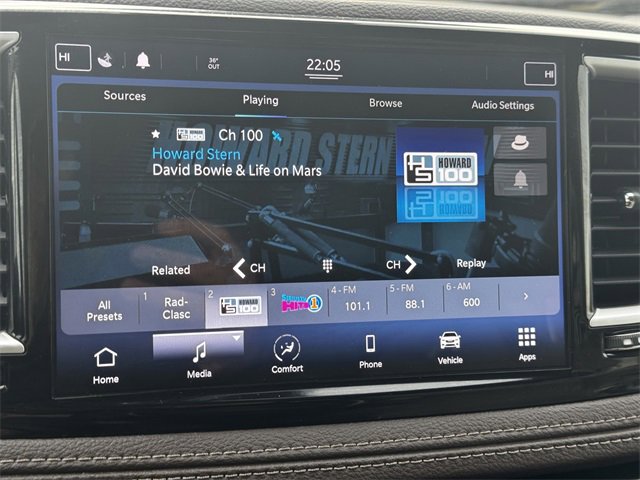 HI
36°
OUT
22:05
HI
Sources
Playing
Browse
Audio Settings
HOWARD 100
Ch 100
Howard Stern
David Bowie & Life on Mars
HOWARD STERN
HOWARD
100
Related
CH
CH
Replay
All
Presets
1
Rad-
Clasc
2
HOWARD
100
3
Hits 1
4 - FM
101.1
5 - FM
88.1
6 - AM
600
Home
Media
Comfort
Phone
Vehicle
Apps